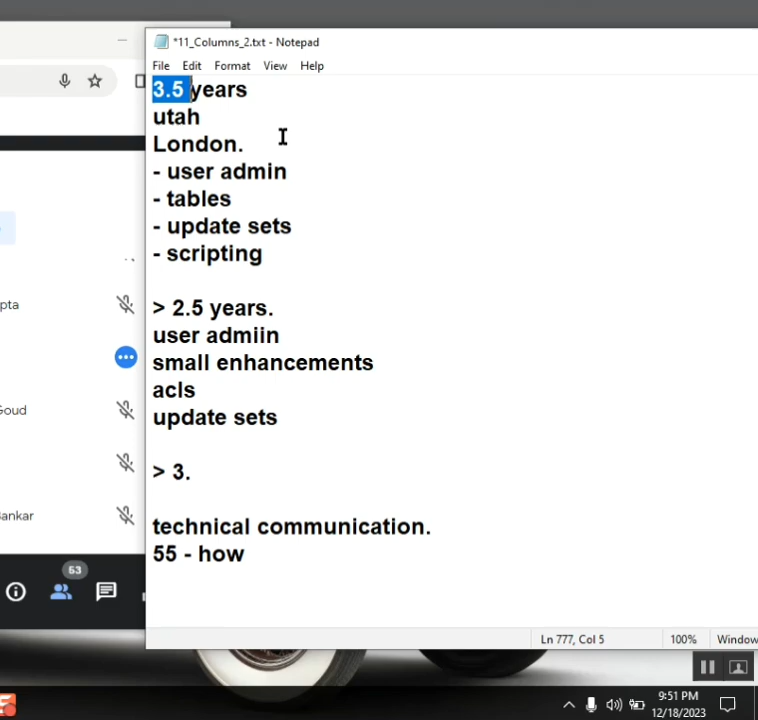 *11_Columns_2.txt - Notepad
File Edit Format View Help
3.5 years
utah
London.
- user admin
- tables
- update sets
- scripting
> 2.5 years.
user admiin
small enhancements
acls
update sets
> 3.
technical communication.
55 - how
pta
Goud
Bankar
53
Ln 777, Col 5
100%
Window
9:51 PM
12/18/2023